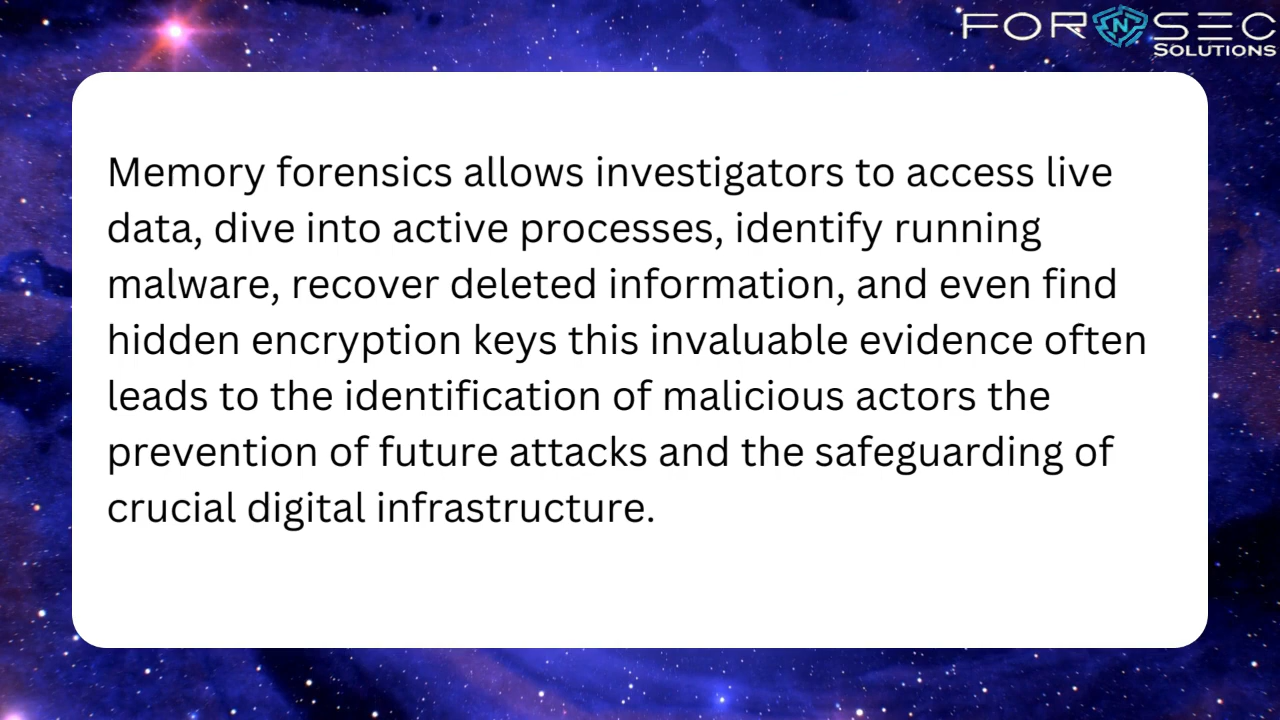 FORNSEC
SOLUTIONS
Memory forensics allows investigators to access live
data, dive into active processes, identify running
malware, recover deleted information, and even find
hidden encryption keys this invaluable evidence often
leads to the identification of malicious actors the
prevention of future attacks and the safeguarding of
crucial digital infrastructure.